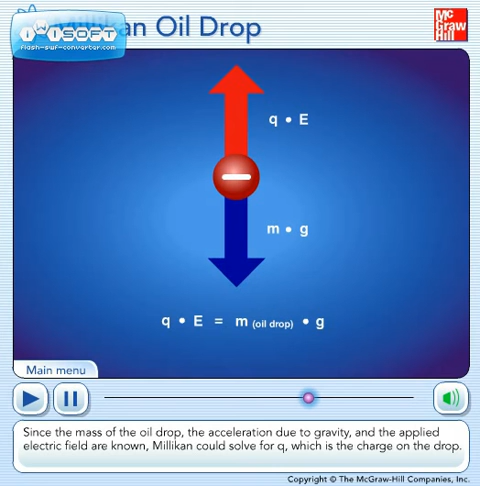 Millikan Oil Drop
iWiSOFT
flash-swf-converter.com
Mc
Graw
Hill
q • E
m • g
q • E = m (oil drop) • g
Main menu
Since the mass of the oil drop, the acceleration due to gravity, and the applied
electric field are known, Millikan could solve for q, which is the charge on the drop.
Copyright © The McGraw-Hill Companies, Inc.